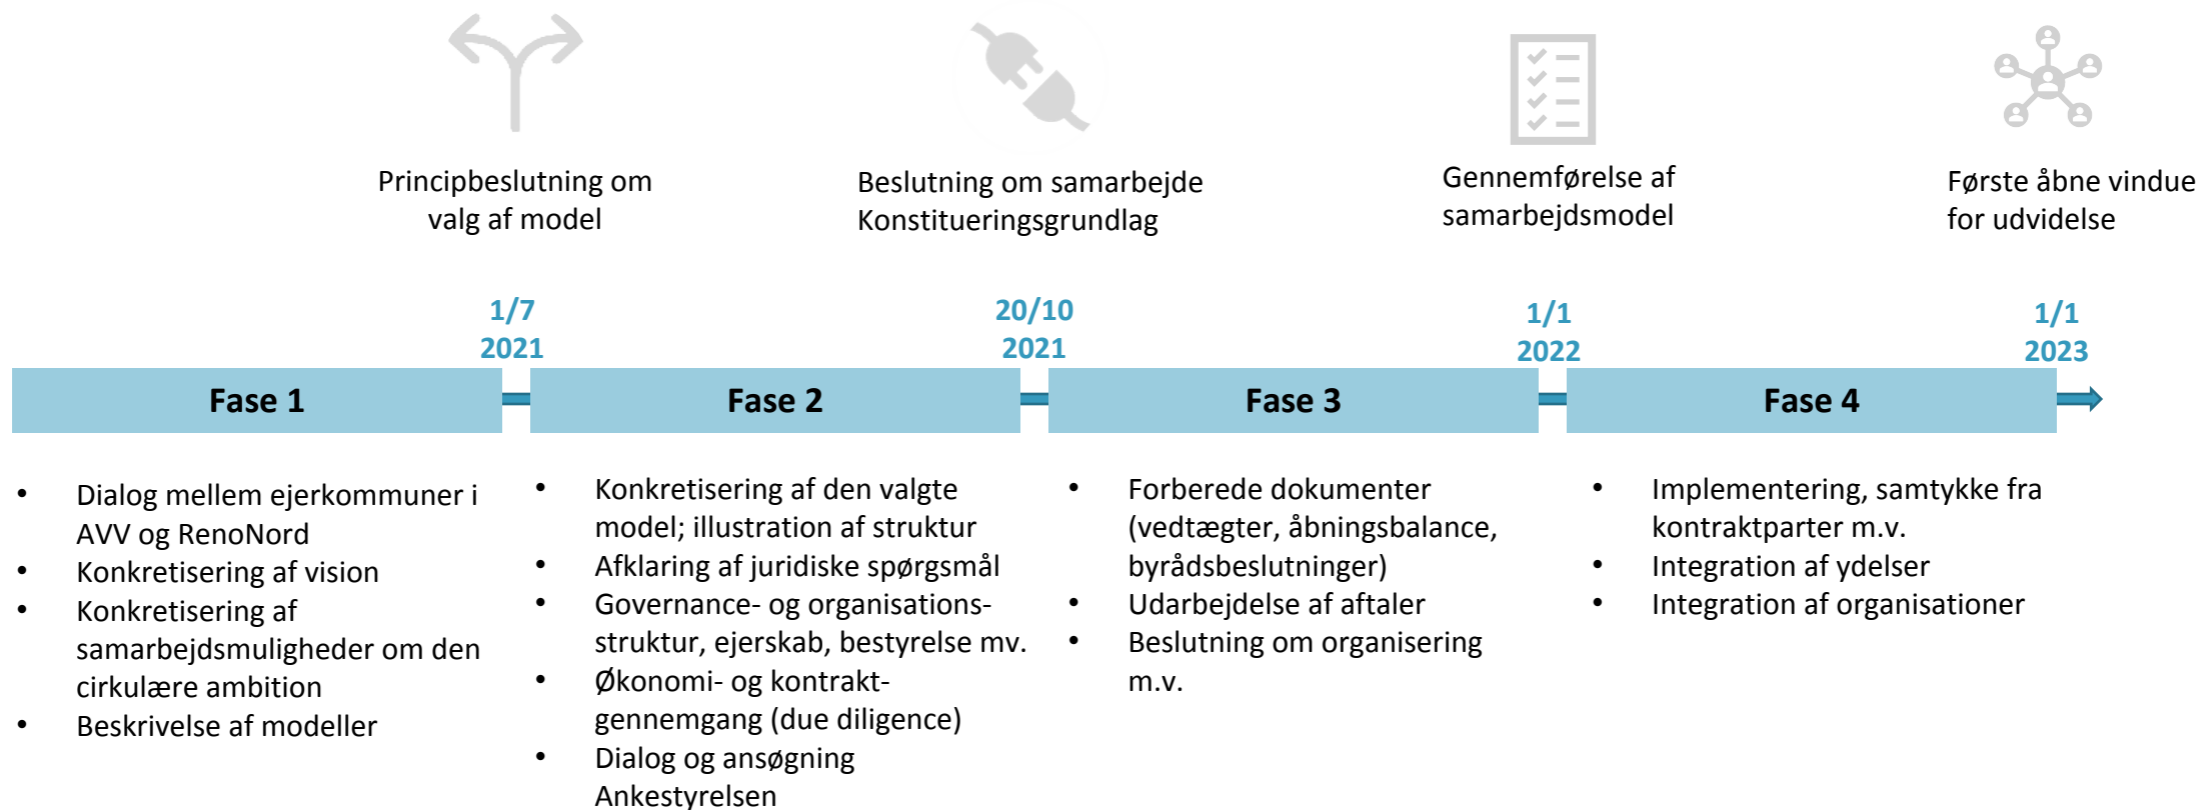 Principbeslutning om
valg af model
Beslutning om samarbejde
Konstitueringsgrundlag
Gennemførelse af
samarbejdsmodel
Første åbne vindue
for udvidelse
1/7
2021
20/10
2021
1/1
2022
1/1
2023
Fase 1
Fase 2
Fase 3
Fase 4
• Dialog mellem ejerkommuner i
AVV og RenoNord
• Konkretisering af vision
• Konkretisering af
samarbejdsmuligheder om den
cirkulære ambition
• Beskrivelse af modeller
• Konkretisering af den valgte
model; illustration af struktur
• Afklaring af juridiske spørgsmål
• Governance- og organisations-
struktur, ejerskab, bestyrelse mv.
• Økonomi- og kontrakt-
gennemgang (due diligence)
• Dialog og ansøgning
Ankestyrelsen
• Forberede dokumenter
(vedtægter, åbningsbalance,
byrådsbeslutninger)
• Udarbejdelse af aftaler
• Beslutning om organisering
m.v.
• Implementering, samtykke fra
kontraktparter m.v.
• Integration af ydelser
• Integration af organisationer